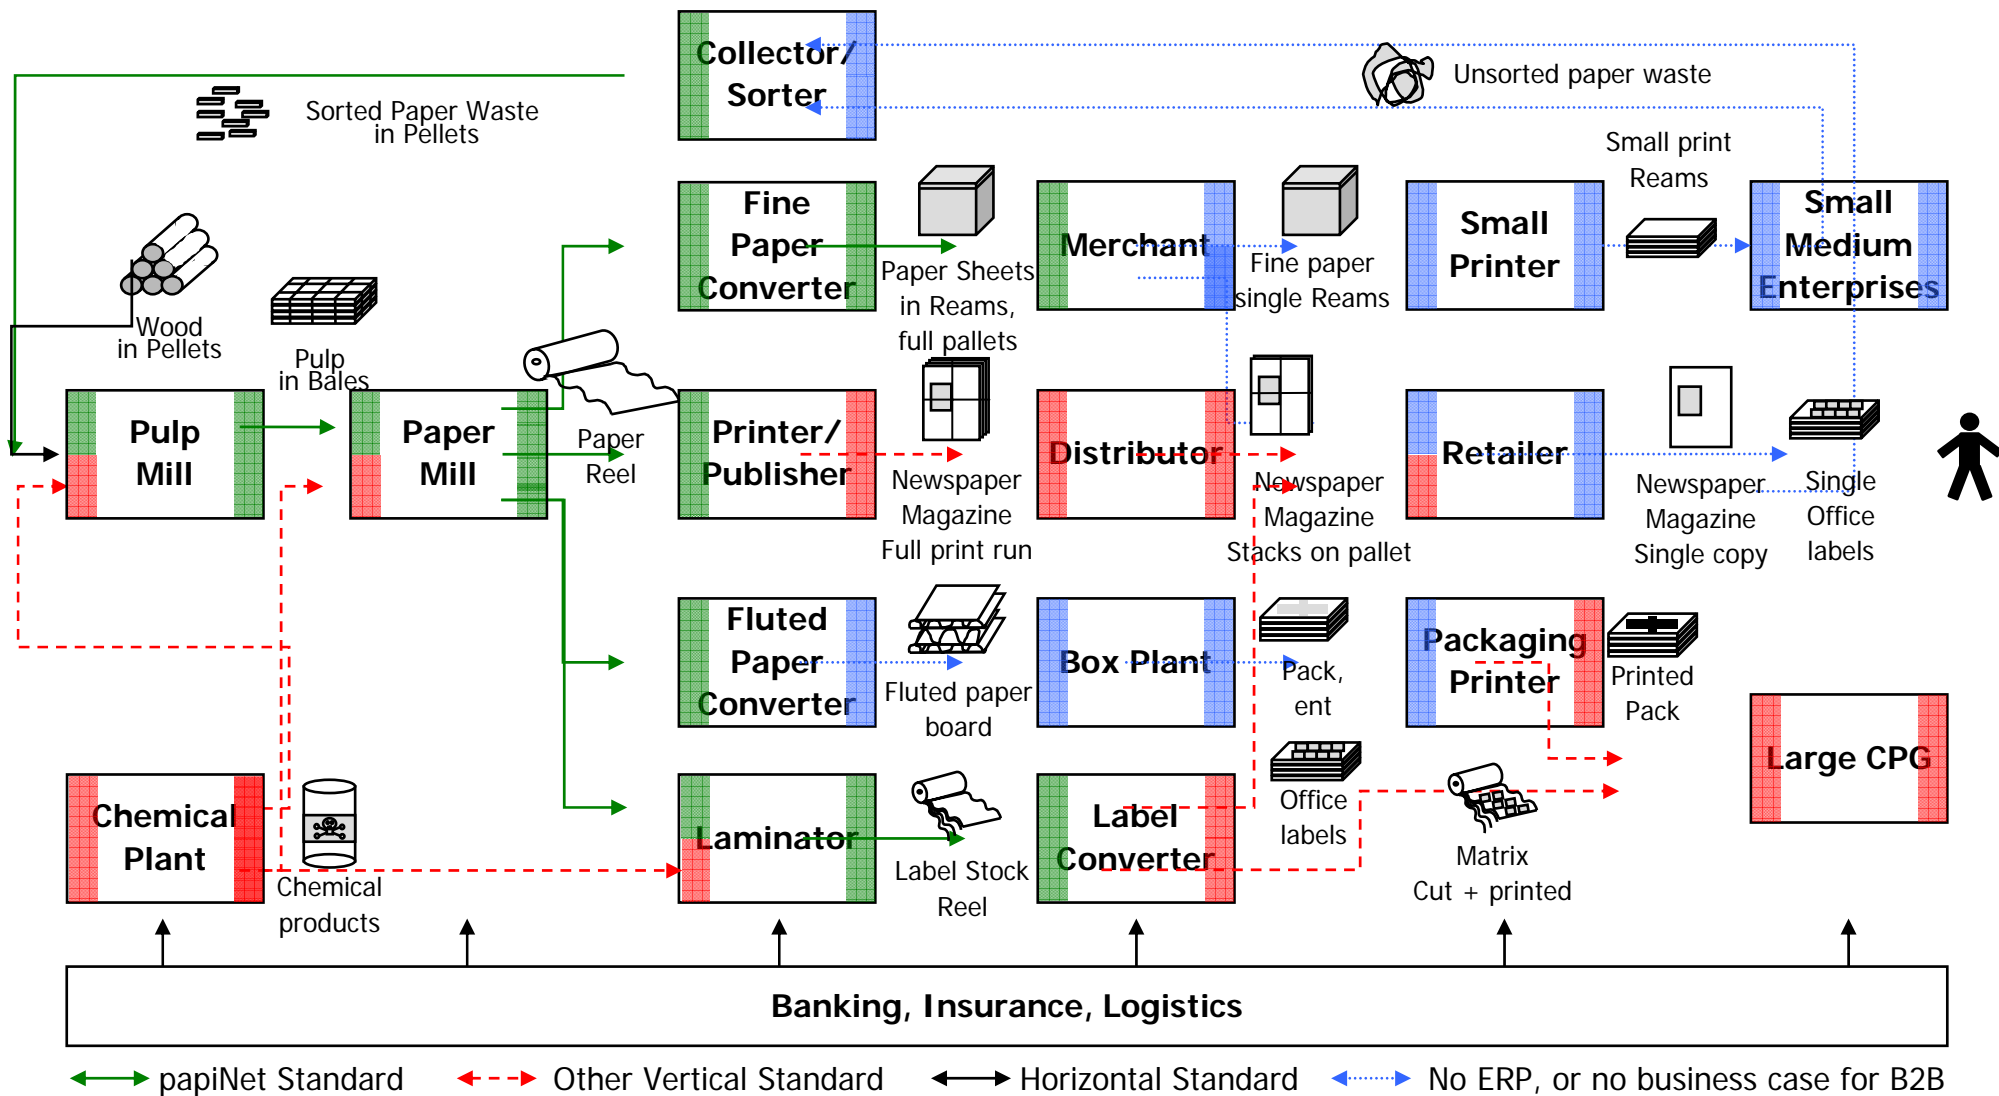 Collector/
Sorter
Unsorted paper waste
Sorted Paper Waste
in Pellets
Small print
Reams
Fine
Paper
Converter
Merchant
Small
Printer
Small
Medium
Enterprises
Paper Sheets
in Reams,
full pallets
Fine paper
single Reams
Wood
in Pellets
Pulp
in Bales
Pulp
Mill
Paper
Mill
Paper
Reel
Printer/
Publisher
Distributor
Retailer
Newspaper
Magazine
Full print run
Newspaper
Magazine
Stacks on pallet
Newspaper
Magazine
Single copy
Single
Office
labels
Fluted
Paper
Converter
Fluted paper
board
Box Plant
Pack,
ent
Packaging
Printer
Printed
Pack
Large CPG
Chemical
Plant
Chemical
products
Laminator
Label Stock
Reel
Label
Converter
Office
labels
Matrix
Cut + printed
Banking, Insurance, Logistics
papiNet Standard
Other Vertical Standard
Horizontal Standard
No ERP, or no business case for B2B